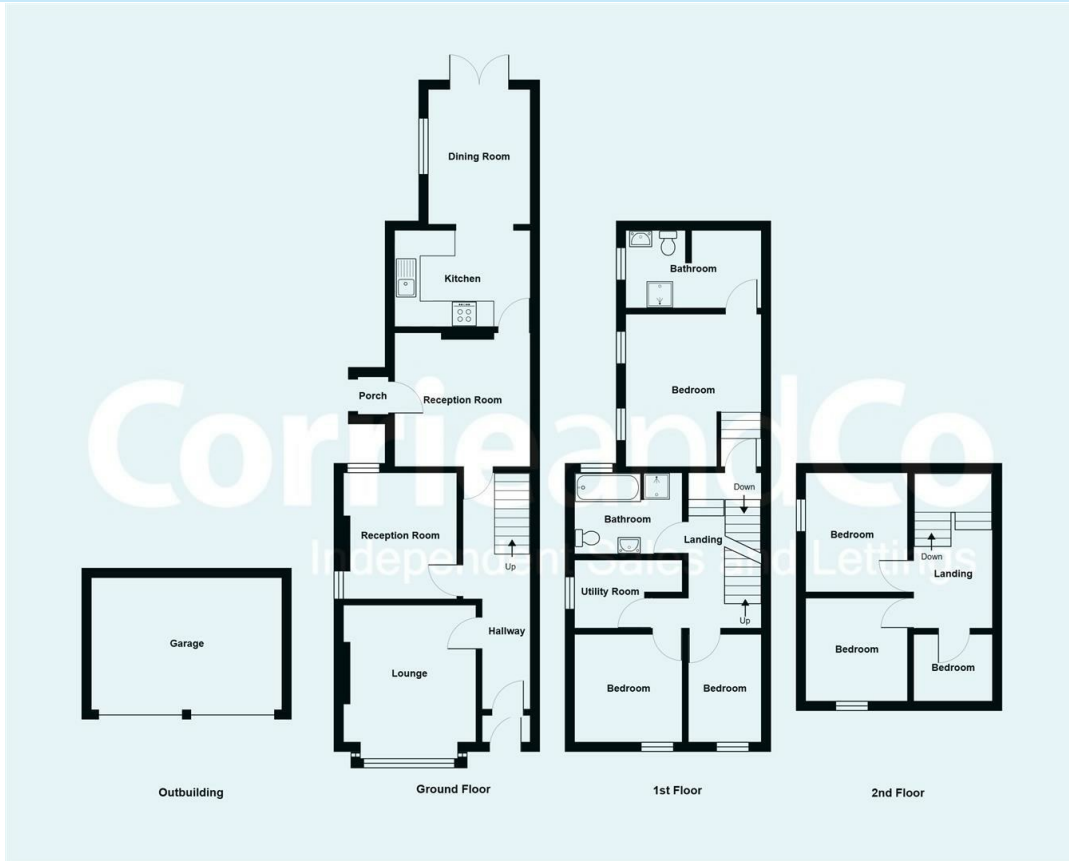 Dining Room
Kitchen
Porch
Reception Room
Reception Room
Up
Hallway
Lounge
Ground Floor
Garage
Outbuilding
Bathroom
Bedroom
Down
Bathroom
Landing
Utility Room
Up
Bedroom
Bedroom
1st Floor
Bedroom
Down
Landing
Bedroom
Bedroom
2nd Floor
CorrieandCo
Independent Sales and Lettings